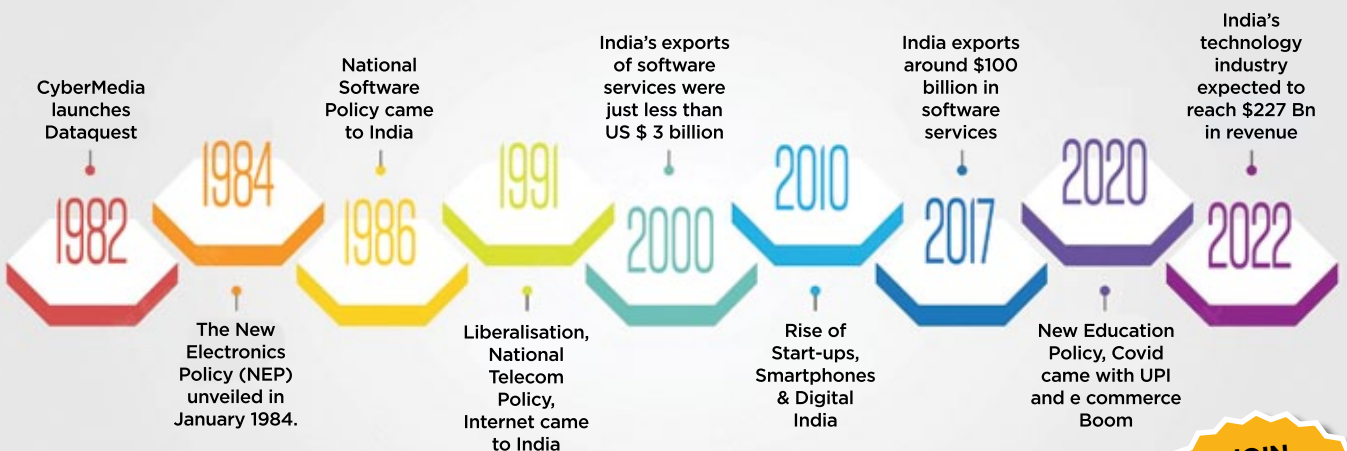 CyberMedia
launches
Dataquest
1982
1984
The New
Electronics
Policy (NEP)
unveiled in
January 1984.
National
Software
Policy came
to India
1986
1991
Liberalisation,
National
Telecom
Policy,
Internet came
to India
India's exports
of software
services were
just less than
US $ 3 billion
2000
2010
Rise of
Start-ups,
Smartphones
& Digital
India
India exports
around $100
billion in
software
services
2017
2020
New Education
Policy, Covid
came with UPI
and e commerce
Boom
India's
technology
industry
expected to
reach $227 Bn
in revenue
2022